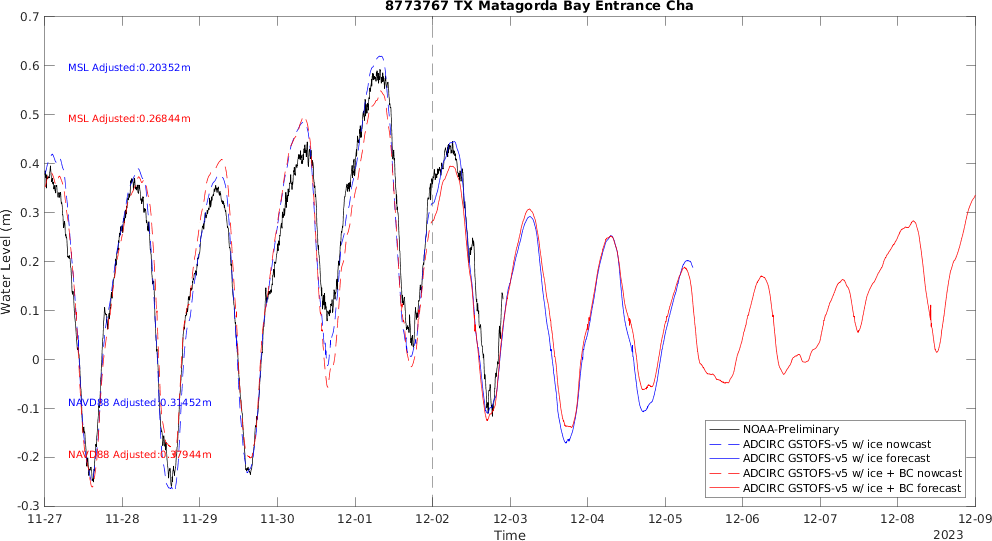 8773767 TX Matagorda Bay Entrance Cha
0.7
0.6
0.5
0.4
0.3
0.2
0.1
0
-0.1
-0.2
-0.3
Water Level (m)
MSL Adjusted:0.20352m
MSL Adjusted:0.26844m
NAVD88 Adjusted:0.31452m
NAVD88 Adjusted:0.37944m
NOAA-Preliminary
ADCIRC GSTOFS-v5 w/ ice nowcast
ADCIRC GSTOFS-v5 w/ ice forecast
ADCIRC GSTOFS-v5 w/ ice + BC nowcast
ADCIRC GSTOFS-v5 w/ ice + BC forecast
11-27 11-28 11-29 11-30 12-01 12-02 12-03 12-04 12-05 12-06 12-07 12-08 12-09
Time
2023